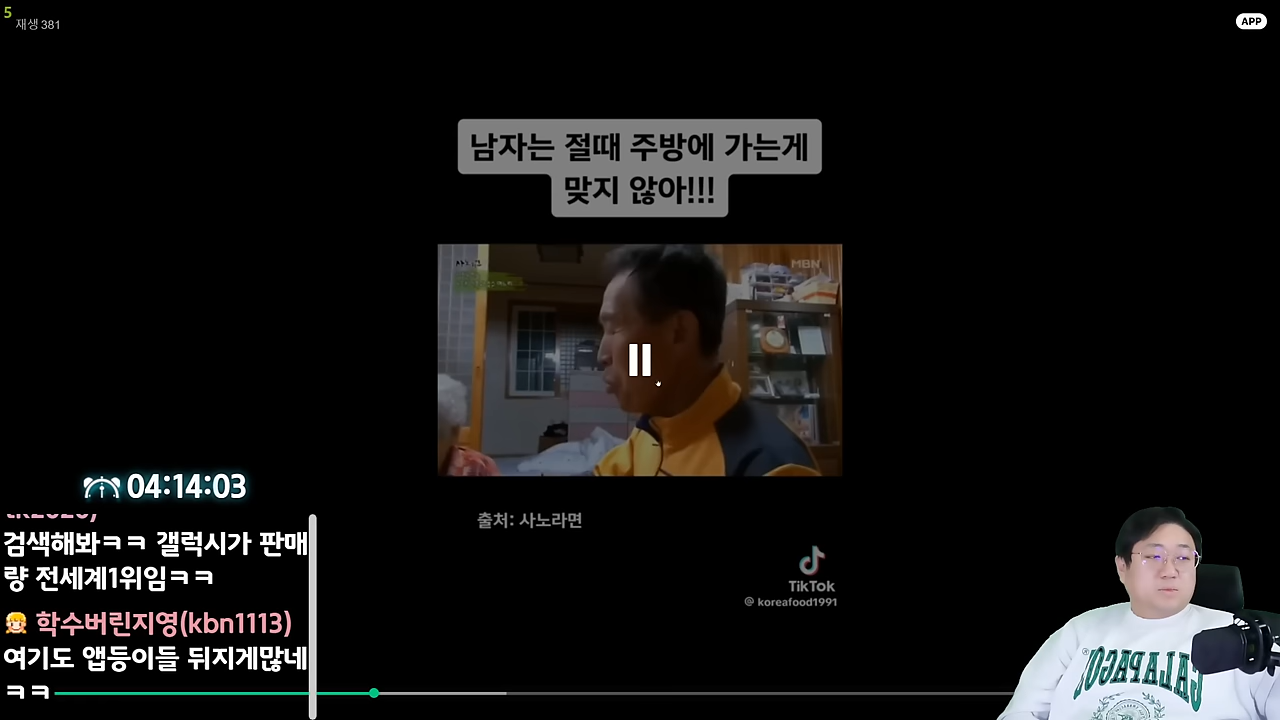 5
재생 381
APP
남자는 절때 주방에 가는게
맞지 않아!!!
MBN
출처: 사노라면
TikTok
@ koreafood1991
04:14:03
검색해봐ㅋㅋ 갤럭시가 판매
량 전세계1위임ㅋㅋ
학수버린지영(kbn1113)
여기도 앱등이들 뒤지게많네
ㅋㅋ
GALAPAGOS